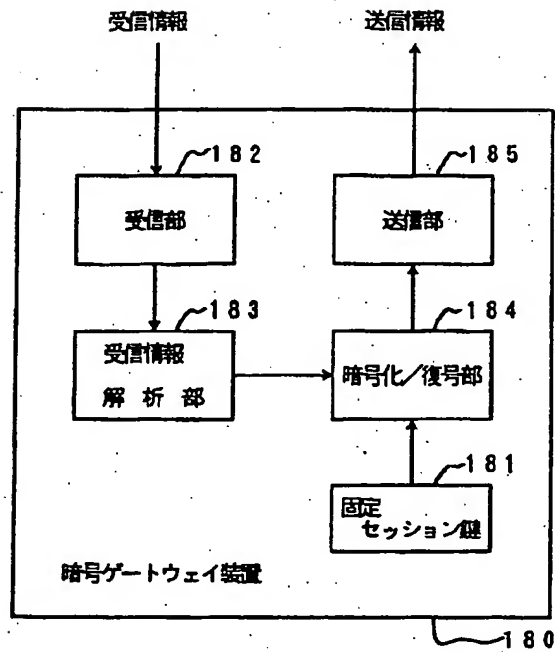 受信情報
送信情報
182
受信部
185
送信部
183
受信情報
解析部
184
暗号化/復号部
181
固定
セッション鍵
暗号ゲートウェイ装置
180